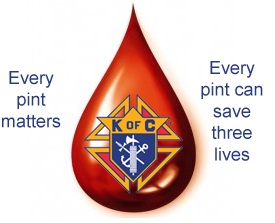 Every
pint
matters
K OF C
Every
pint can
save
three
lives